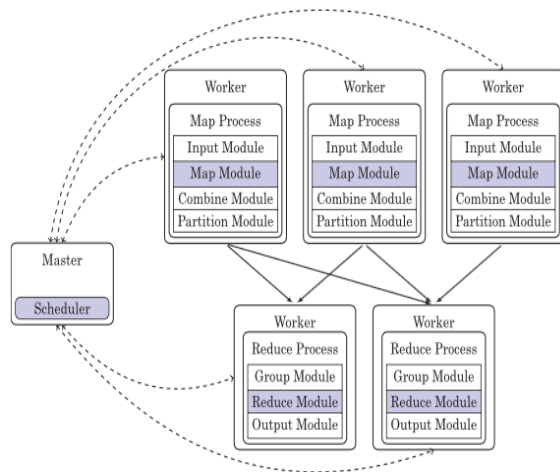 Worker
Map Process
Input Module
Map Module
Combine Module
Partition Module
Worker
Map Process
Input Module
Map Module
Combine Module
Partition Module
Worker
Map Process
Input Module
Map Module
Combine Module
Partition Module
Master
Scheduler
Worker
Reduce Process
Group Module
Reduce Module
Output Module
Worker
Reduce Process
Group Module
Reduce Module
Output Module